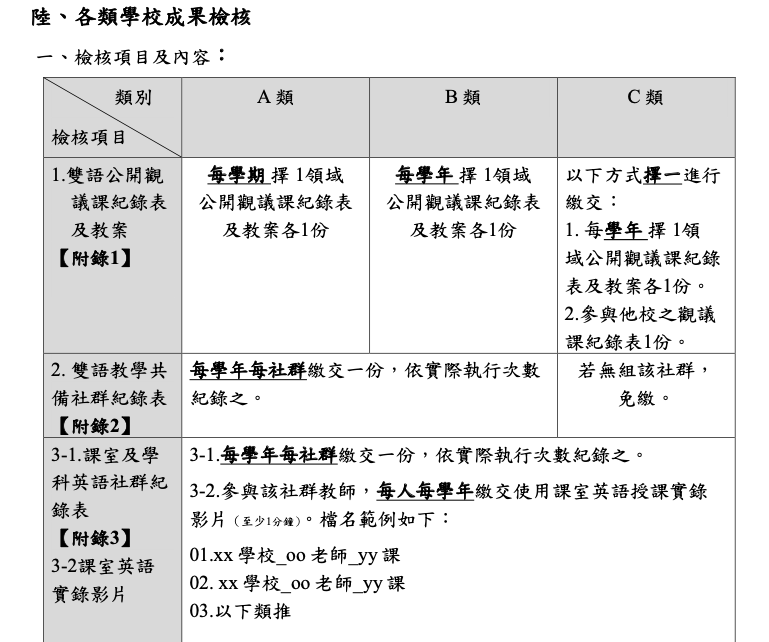 陸、各類學校成果檢核
一、檢核項目及內容：
類別
檢核項目
A 類
B 類
C 類
1.雙語公開觀
議課紀錄表
及教案
【附錄1】
每學期 擇 1領域
公開觀議課紀錄表
及教案各1份
每學年 擇 1領域
公開觀議課紀錄表
及教案各1份
以下方式擇一進行
繳交：
1. 每學年 擇 1領
域公開觀議課紀錄
表及教案各1份。
2.參與他校之觀議
課紀錄表1份。
2. 雙語教學共
備社群紀錄表
【附錄2】
每學年每社群繳交一份，依實際執行次數
紀錄之。
若無組該社群，
免繳。
3-1.課室及學
科英語社群紀
錄表
【附錄3】
3-2課室英語
實錄影片
3-1.每學年每社群繳交一份，依實際執行次數紀錄之。
3-2.參與該社群教師，每人每學年繳交使用課室英語授課實錄
影片（至少1分鐘）。檔名範例如下：
01.xx 學校_oo 老師_yy 課
02. xx 學校_oo 老師_yy 課
03.以下類推